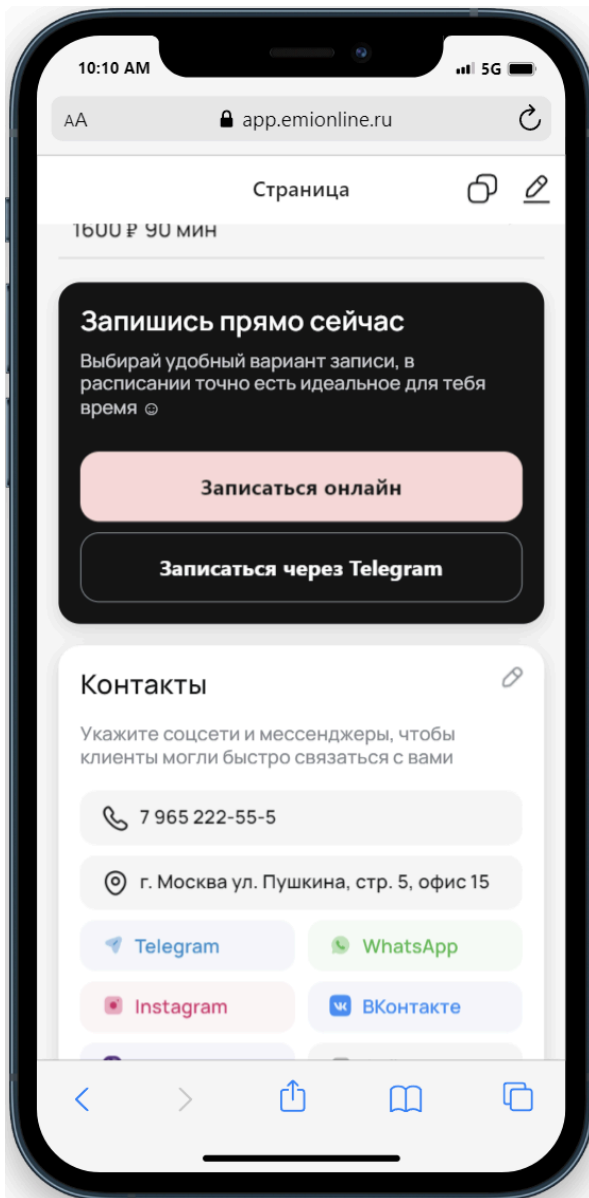 10:10 AM
5G
AA
app.emionline.ru
Страница
1600 ₽ 90 мин
Запишись прямо сейчас
Выбирай удобный вариант записи, в
расписании точно есть идеальное для тебя
время ☺
Записаться онлайн
Записаться через Telegram
Контакты
Укажите соцсети и мессенджеры, чтобы
клиенты могли быстро связаться с вами
7 965 222-55-5
г. Москва ул. Пушкина, стр. 5, офис 15
Telegram
WhatsApp
Instagram
ВКонтакте